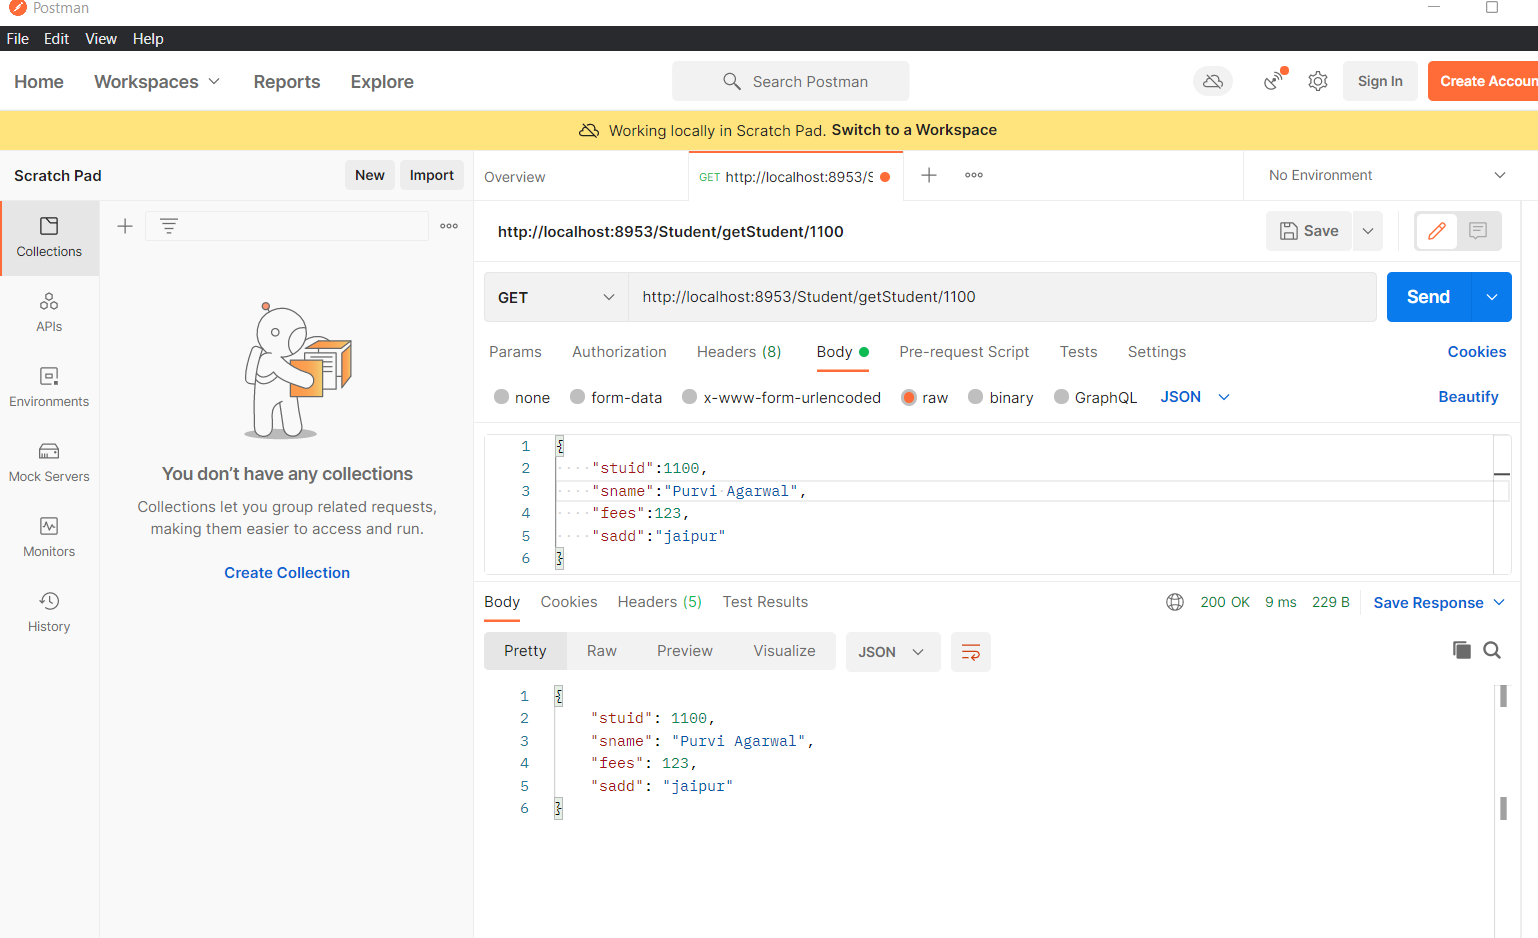 Postman
File Edit View Help
Home Workspaces Reports Explore Search Postman Sign In Create Accoun
Working locally in Scratch Pad. Switch to a Workspace
Scratch Pad New Import Overview GET http://localhost:8953/S No Environment
Collections
http://localhost:8953/Student/getStudent/1100 Save
GET http://localhost:8953/Student/getStudent/1100 Send
APIs
Params Authorization Headers (8) Body Pre-request Script Tests Settings Cookies
Environments
none form-data x-www-form-urlencoded raw binary GraphQL JSON Beautify
1 {
2 "stuid":1100,
3 "sname":"Purvi Agarwal",
4 "fees":123,
5 "sadd":"jaipur"
6 }
Mock Servers
Monitors
History
You don't have any collections
Collections let you group related requests,
making them easier to access and run.
Create Collection
Body Cookies Headers (5) Test Results 200 OK 9 ms 229 B Save Response
Pretty Raw Preview Visualize JSON
1 {
2 "stuid": 1100,
3 "sname": "Purvi Agarwal",
4 "fees": 123,
5 "sadd": "jaipur"
6 }